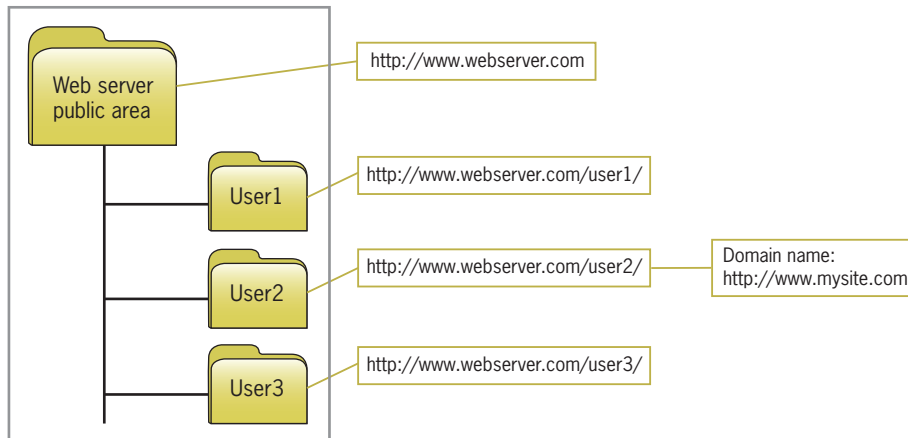 Web server
public area
http://www.webserver.com
User1
http://www.webserver.com/user1/
User2
http://www.webserver.com/user2/
Domain name:
http://www.mysite.com
User3
http://www.webserver.com/user3/